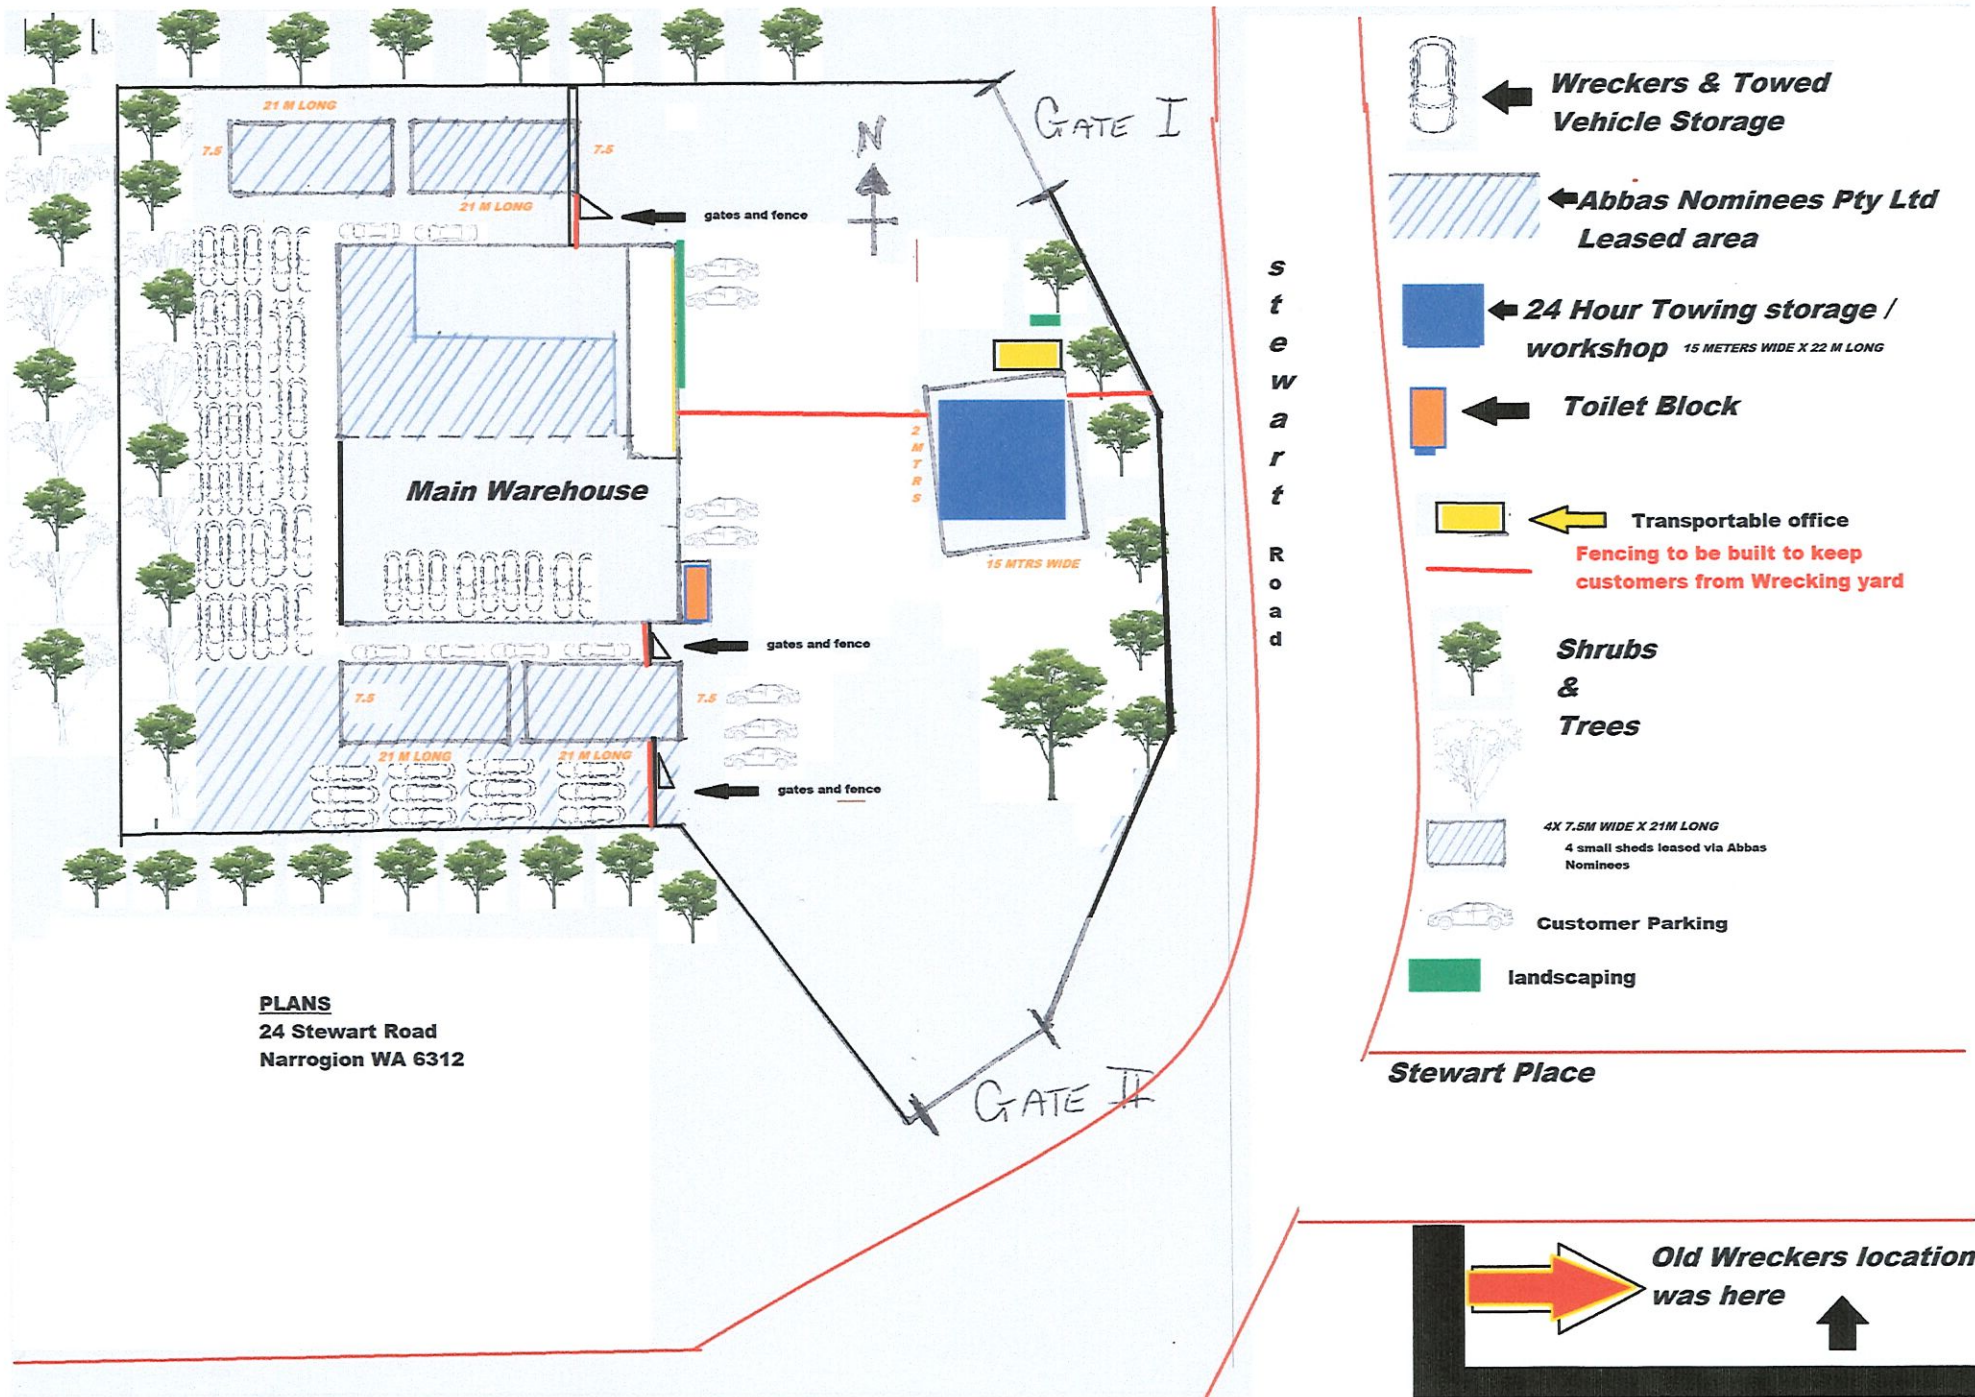 21 M LONG
7.5
7.5
21 M LONG
gates and fence
GATE I
N
Main Warehouse
2 MTRS
15 MTRS WIDE
gates and fence
7.5
7.5
21 M LONG
21 M LONG
gates and fence
GATE II
stewart Road
PLANS
24 Stewart Road
Narrogion WA 6312
Wreckers & Towed
Vehicle Storage
Abbas Nominees Pty Ltd
Leased area
24 Hour Towing storage /
workshop 15 METERS WIDE X 22 M LONG
Toilet Block
Transportable office
Fencing to be built to keep
customers from Wrecking yard
Shrubs
&
Trees
4X 7.5M WIDE X 21M LONG
4 small sheds leased via Abbas
Nominees
Customer Parking
landscaping
Stewart Place
Old Wreckers location
was here